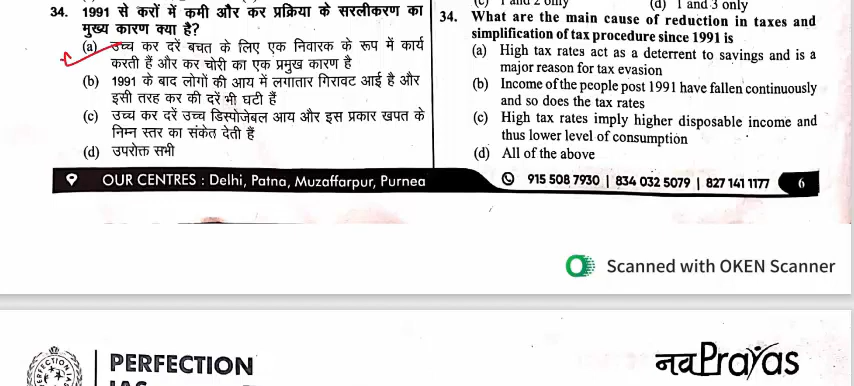 34. 1991 से करों में कमी और कर प्रक्रिया के सरलीकरण का
मुख्य कारण क्या है?
(a) उच्च कर दरें बचत के लिए एक निवारक के रूप में कार्य
करती हैं और कर चोरी का एक प्रमुख कारण है
(b) 1991 के बाद लोगों की आय में लगातार गिरावट आई है और
इसी तरह कर की दरें भी घटी हैं
(c) उच्च कर दरें उच्च डिस्पोजेबल आय और इस प्रकार खपत के
निम्न स्तर का संकेत देती हैं
(d) उपरोक्त सभी
(c) 1 and 2 only (d) 1 and 3 only
34. What are the main cause of reduction in taxes and
simplification of tax procedure since 1991 is
(a) High tax rates act as a deterrent to savings and is a
major reason for tax evasion
(b) Income of the people post 1991 have fallen continuously
and so does the tax rates
(c) High tax rates imply higher disposable income and
thus lower level of consumption
(d) All of the above
OUR CENTRES : Delhi, Patna, Muzaffarpur, Purnea
915 508 7930 | 834 032 5079 | 827 141 1177 6
Scanned with OKEN Scanner
PERFECTION
IAS
नवPrayas